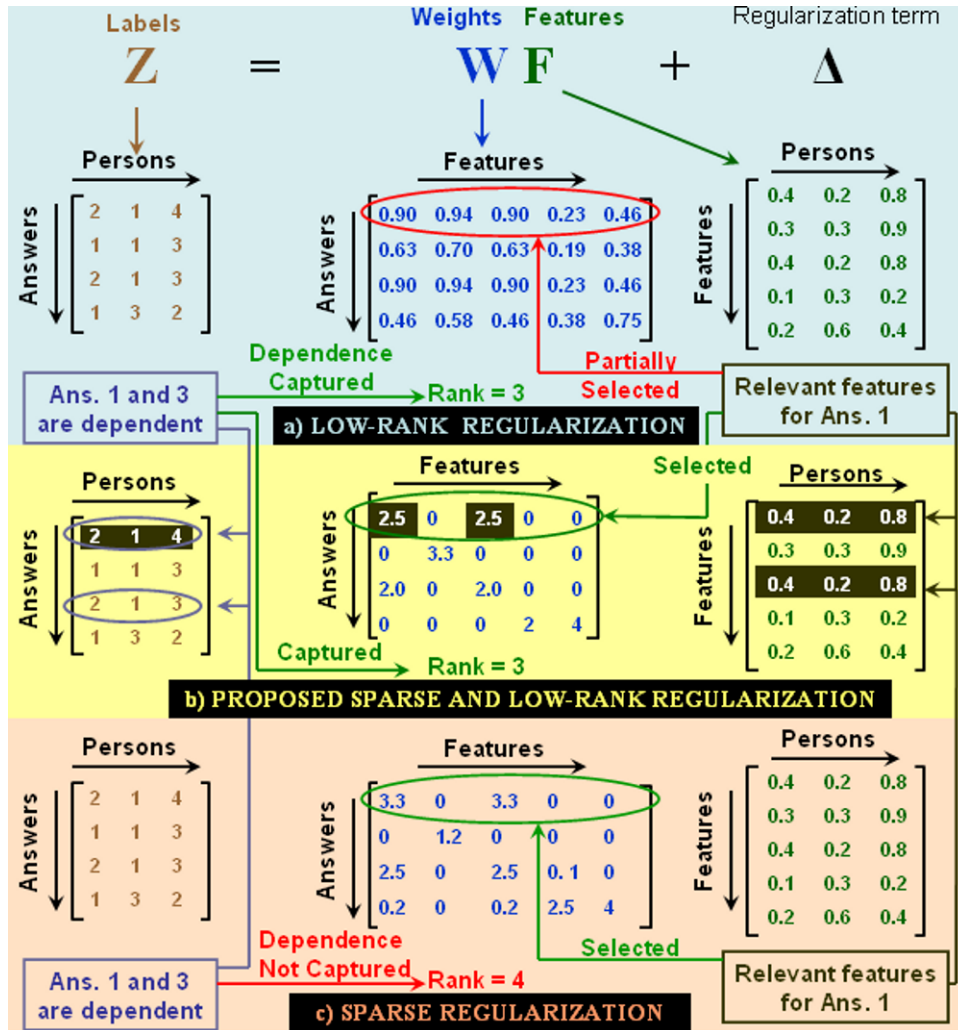 Labels Weights Features Regularization term
Z = W F + Δ
Persons Features Persons
Answers Answers Features
2 1 4
1 1 3
2 1 3
1 3 2
0.90 0.94 0.90 0.23 0.46
0.63 0.70 0.63 0.19 0.38
0.90 0.94 0.90 0.23 0.46
0.46 0.58 0.46 0.38 0.75
0.4 0.2 0.8
0.3 0.3 0.9
0.4 0.2 0.8
0.1 0.3 0.2
0.2 0.6 0.4
Dependence
Captured
Rank = 3
Partially
Selected
Ans. 1 and 3
are dependent
Relevant features
for Ans. 1
a) LOW-RANK REGULARIZATION
Persons Features Selected Persons
Answers Answers Features
2 1 4
1 1 3
2 1 3
1 3 2
2.5 0 2.5 0 0
0 3.3 0 0 0
2.0 0 2.0 0 0
0 0 0 2 4
0.4 0.2 0.8
0.3 0.3 0.9
0.4 0.2 0.8
0.1 0.3 0.2
0.2 0.6 0.4
Captured
Rank = 3
b) PROPOSED SPARSE AND LOW-RANK REGULARIZATION
Persons Features Persons
Answers Answers Features
2 1 4
1 1 3
2 1 3
1 3 2
3.3 0 3.3 0 0
0 1.2 0 0 0
2.5 0 2.5 0. 1 0
0.2 0 0.2 2.5 4
0.4 0.2 0.8
0.3 0.3 0.9
0.4 0.2 0.8
0.1 0.3 0.2
0.2 0.6 0.4
Dependence
Not Captured
Rank = 4
Selected
Ans. 1 and 3
are dependent
Relevant features
for Ans. 1
c) SPARSE REGULARIZATION